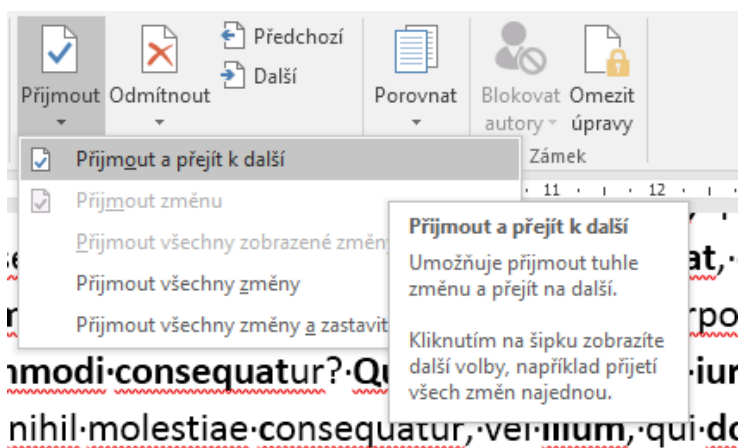 Předchozí
Další
Přijmout Odmítnout
Porovnat
Blokovat Omezit
autory úpravy
Zámek
Přijmout a přejít k další
Přijmout změnu
Přijmout všechny zobrazené změny
Přijmout všechny změny
Přijmout všechny změny a zastavit
11 12
Přijmout a přejít k další
Umožňuje přijmout tuhle
změnu a přejít na další.
Kliknutím na šipku zobrazíte
další volby, například přijetí
všech změn najednou.
at,
rpo
mmodi·consequatur?·Qu ·iur
nihil·molestiae·consequatur,·vel·illum,·qui·do